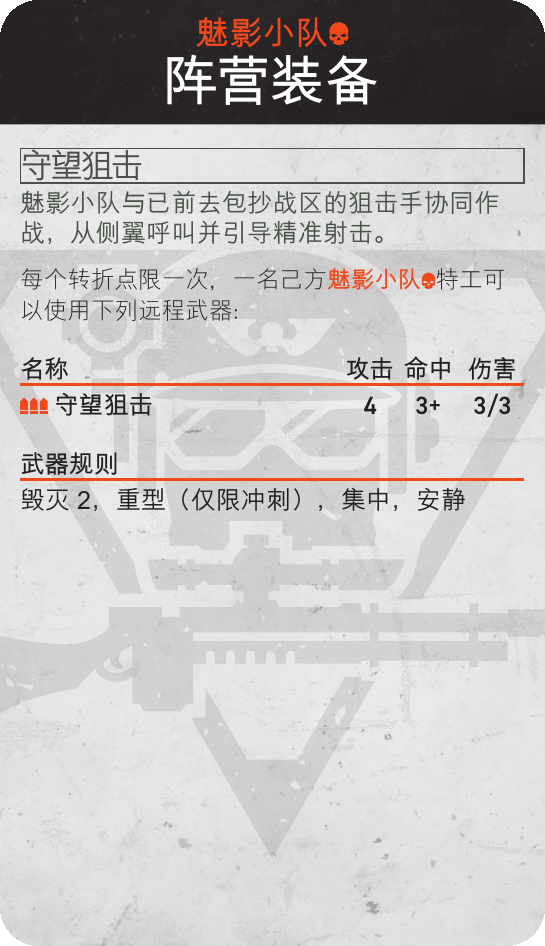 魅影小队
阵营装备
守望狙击
魅影小队与已前去包抄战区的狙击手协同作
战，从侧翼呼叫并引导精准射击。
每个转折点限一次，一名己方魅影小队特工可
以使用下列远程武器：
名称 攻击 命中 伤害
守望狙击 4 3+ 3/3
武器规则
毁灭 2，重型（仅限冲刺），集中，安静